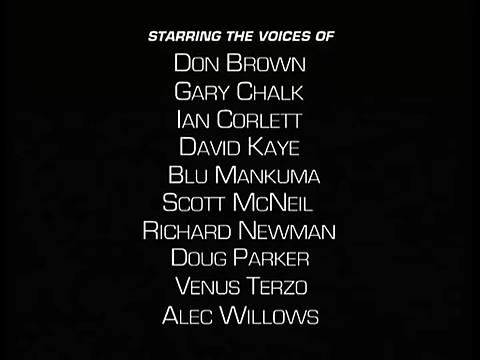 STARRING THE VOICES OF
DON BROWN
GARY CHALK
IAN CORLETT
DAVID KAYE
BLU MANKUMA
SCOTT MCNEIL
RICHARD NEWMAN
DOUG PARKER
VENUS TERZO
ALEC WILLOWS